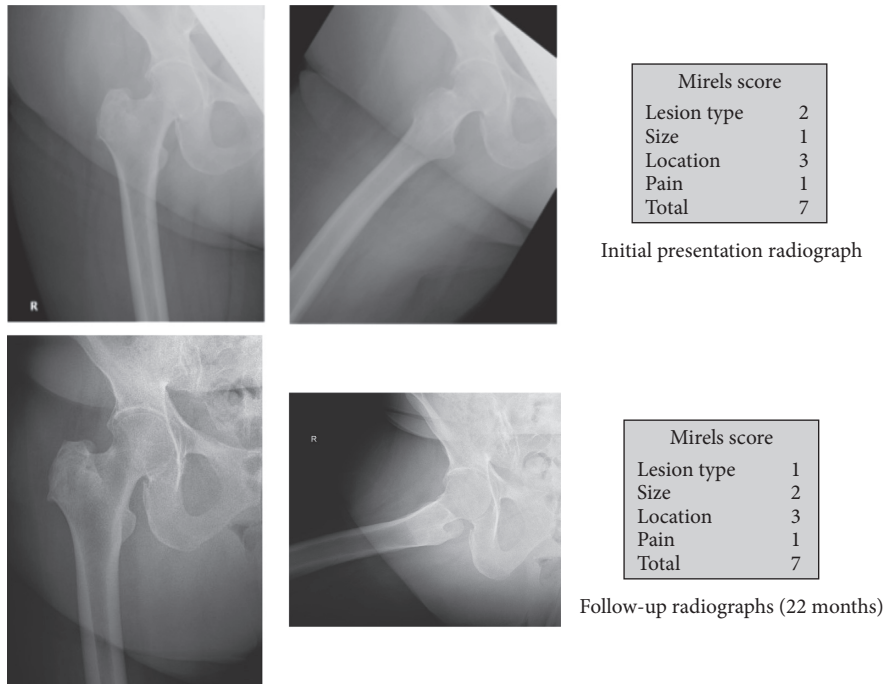 R
Mirels score
Lesion type 2
Size 1
Location 3
Pain 1
Total 7
Initial presentation radiograph
R
Mirels score
Lesion type 1
Size 2
Location 3
Pain 1
Total 7
Follow-up radiographs (22 months)